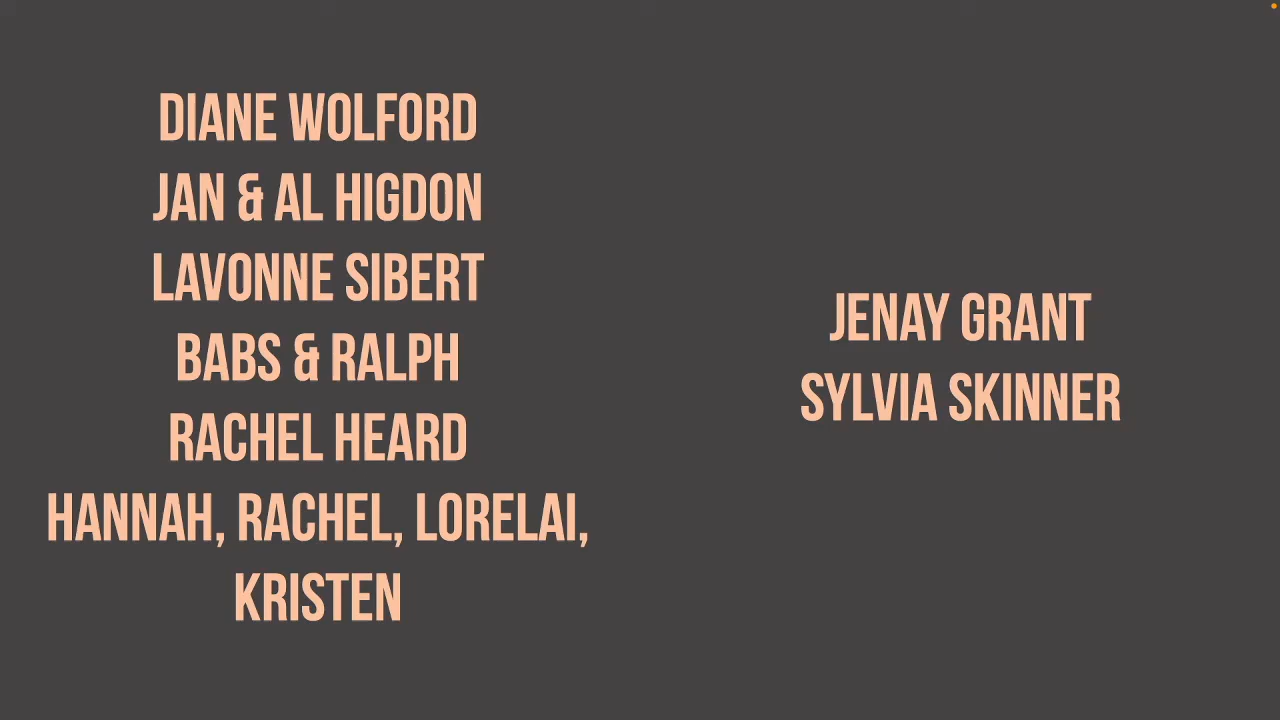 DIANE WOLFORD
JAN & AL HIGDON
LAVONNE SIBERT
BABS & RALPH
RACHEL HEARD
HANNAH, RACHEL, LORELAI,
KRISTEN
JENAY GRANT
SYLVIA SKINNER